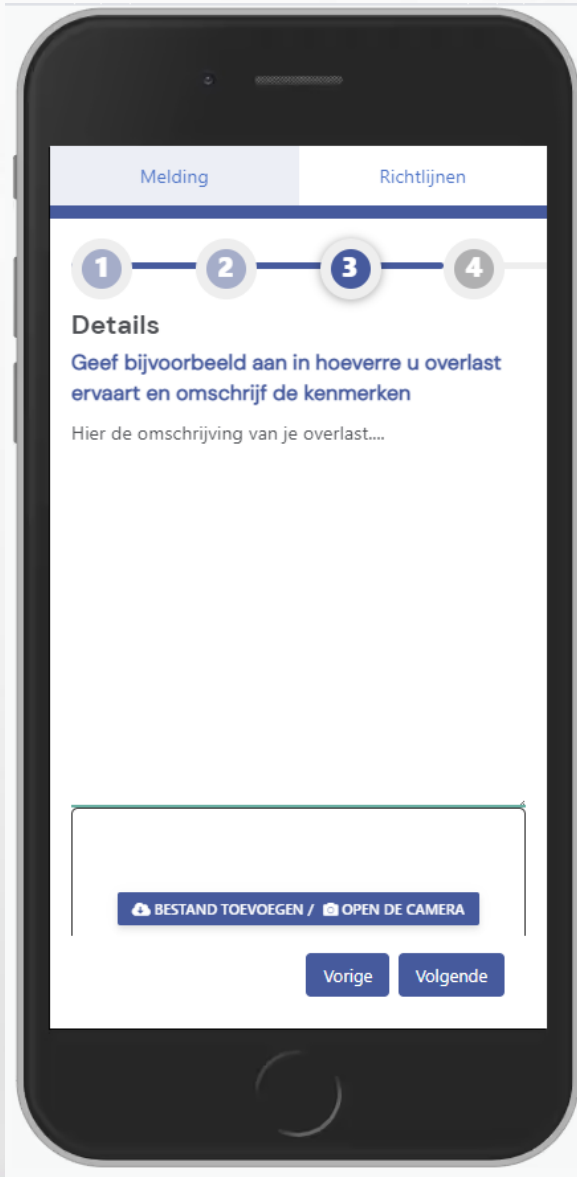 Melding
Richtlijnen
1
2
3
4
Details
Geef bijvoorbeeld aan in hoeverre u overlast
ervaart en omschrijf de kenmerken
Hier de omschrijving van je overlast....
BESTAND TOEVOEGEN / OPEN DE CAMERA
Vorige
Volgende